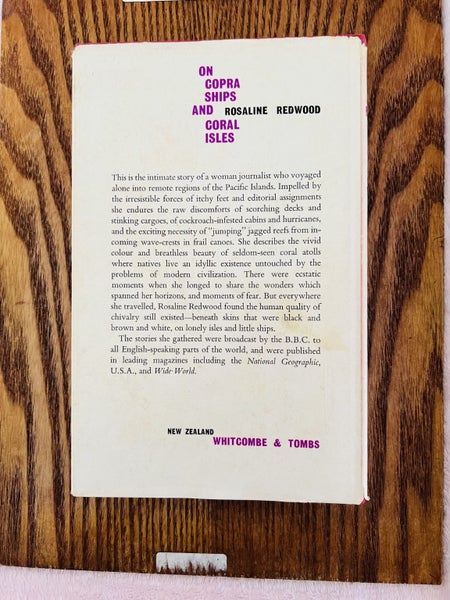 ON
COPRA
SHIPS
AND ROSALINE REDWOOD
CORAL
ISLES
This is the intimate story of a woman journalist who voyaged
alone into remote regions of the Pacific Islands. Impelled by
the irresistible forces of itchy feet and editorial assignments
she endures the raw discomforts of scorching decks and
stinking cargoes, of cockroach-infested cabins and hurricanes,
and the exciting necessity of "jumping" jagged reefs from in-
coming wave-crests in frail canoes. She describes the vivid
colour and breathless beauty of seldom-seen coral atolls
where natives live an idyllic existence untouched by the
problems of modern civilization. There were ecstatic
moments when she longed to share the wonders which
spanned her horizons, and moments of fear. But everywhere
she travelled, Rosaline Redwood found the human quality of
chivalry still existed—beneath skins that were black and
brown and white, on lonely isles and little ships.
The stories she gathered were broadcast by the B.B.C. to
all English-speaking parts of the world, and were published
in leading magazines including the National Geographic,
U.S.A., and Wide World.
NEW ZEALAND
WHITCOMBE & TOMBS